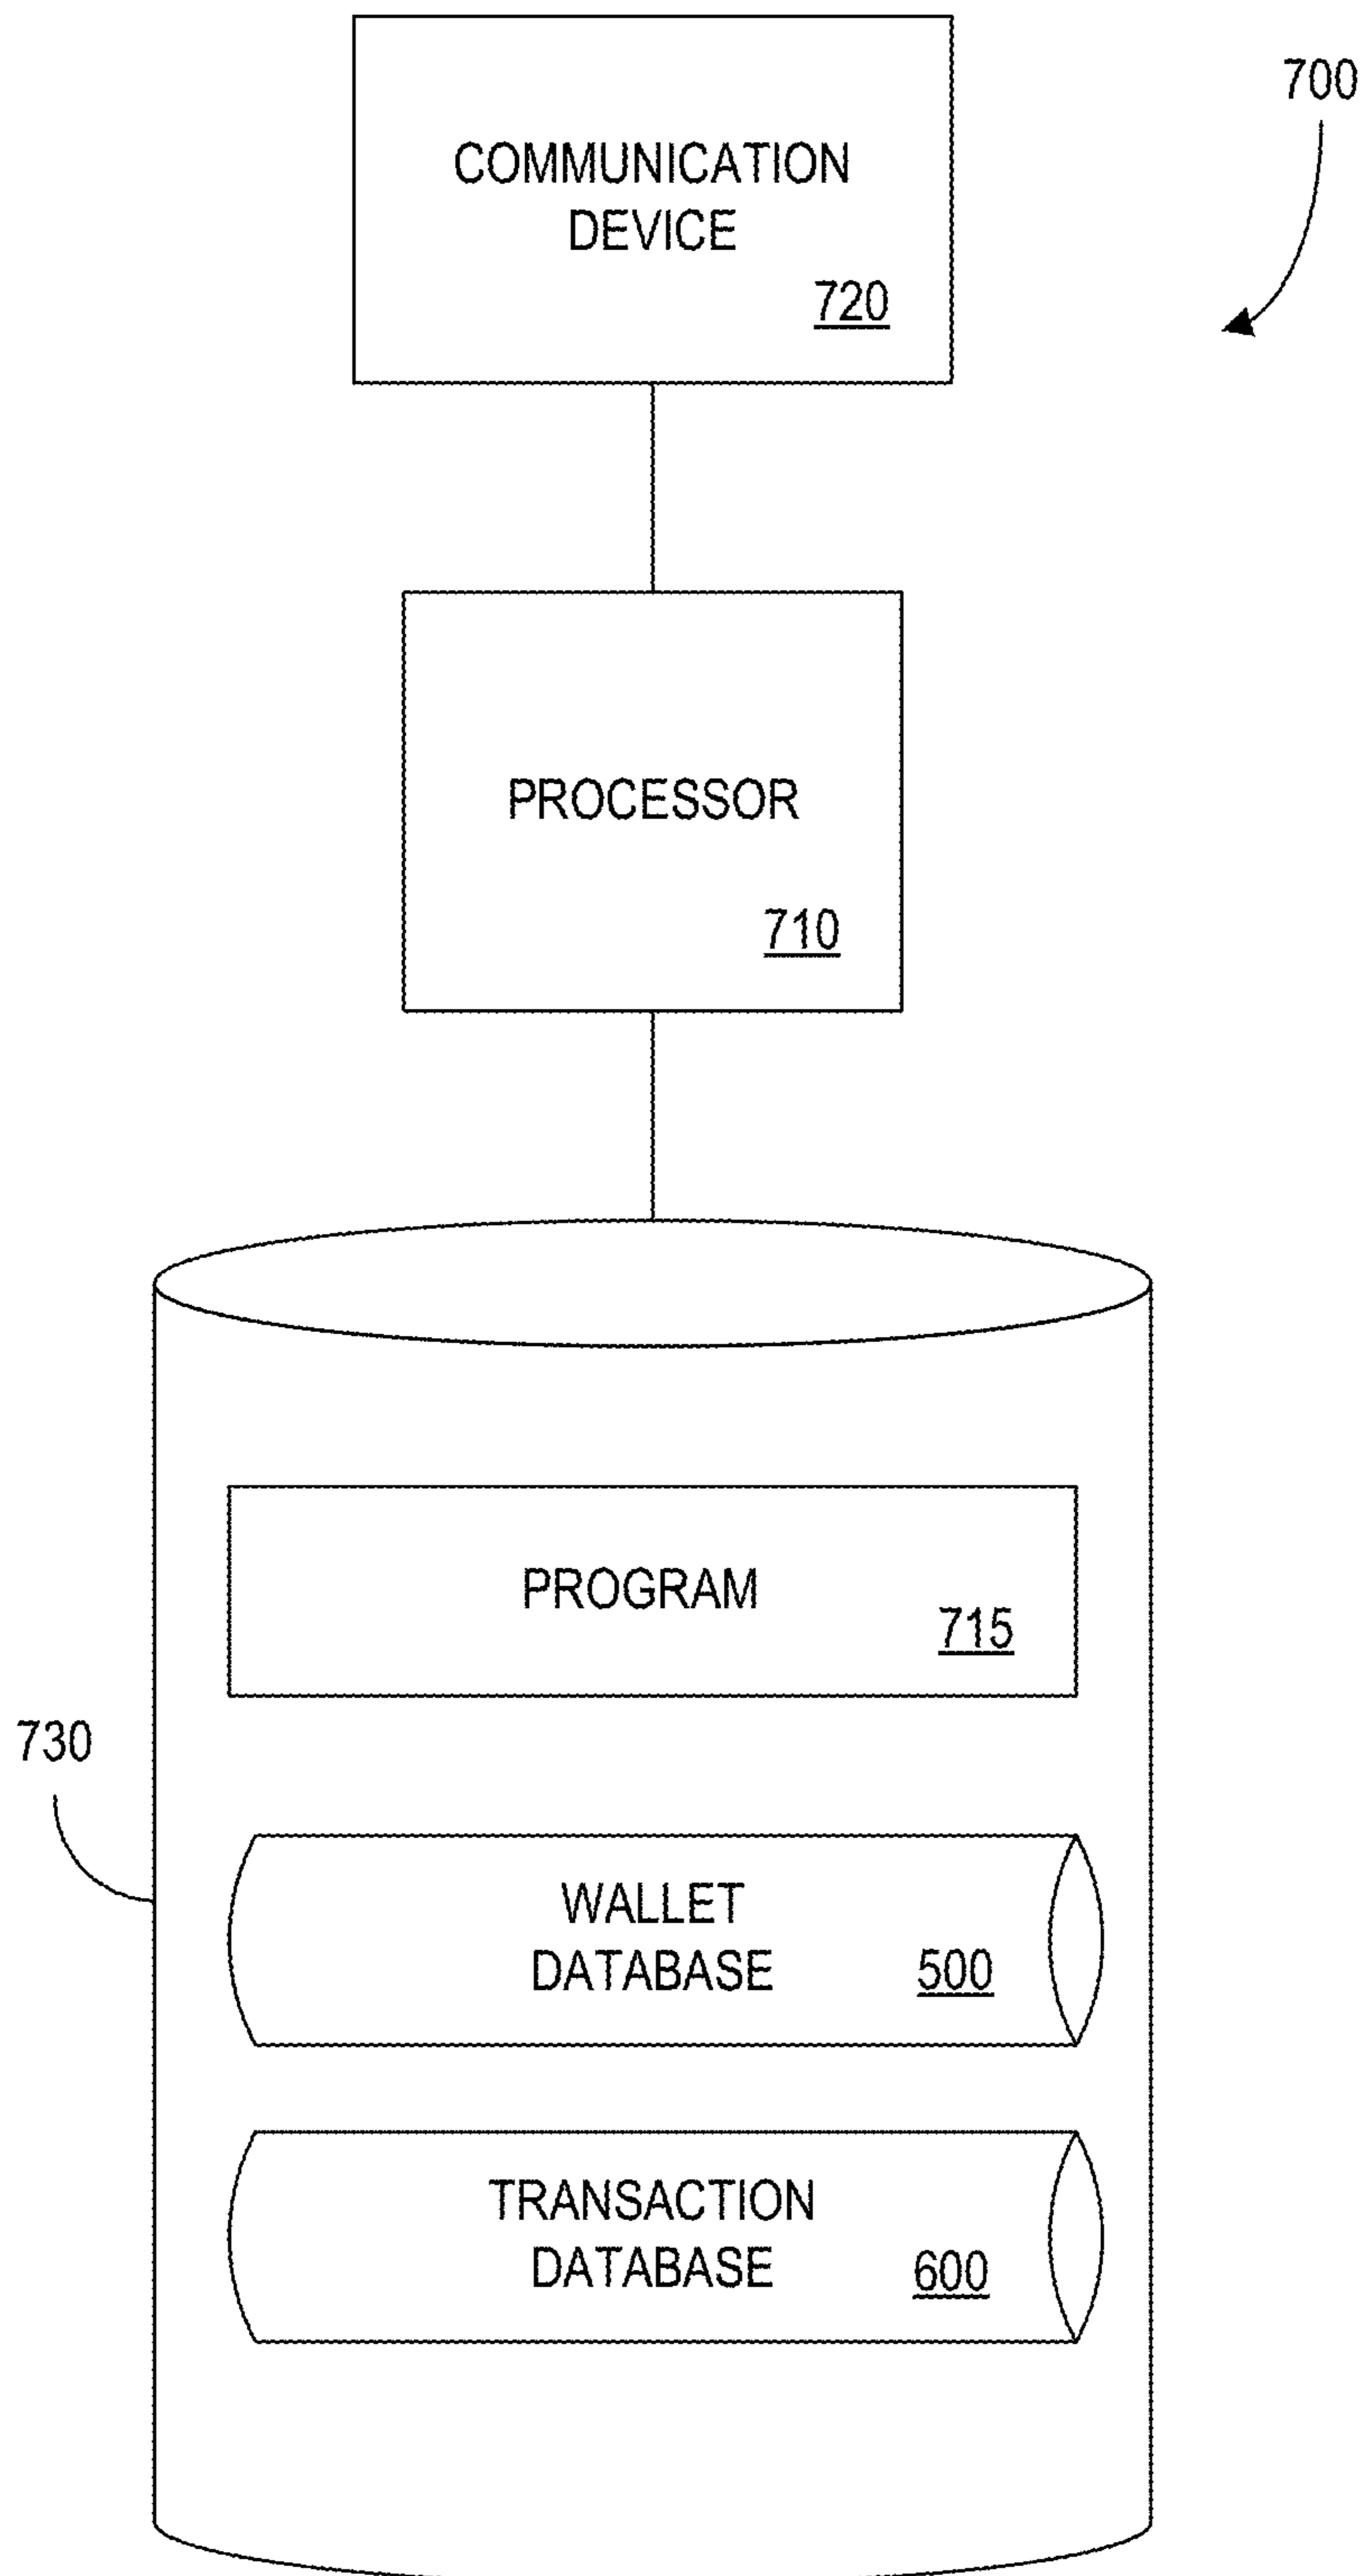 700
COMMUNICATION
DEVICE
720
PROCESSOR
710
PROGRAM
715
730
WALLET
DATABASE 500
TRANSACTION
DATABASE 600